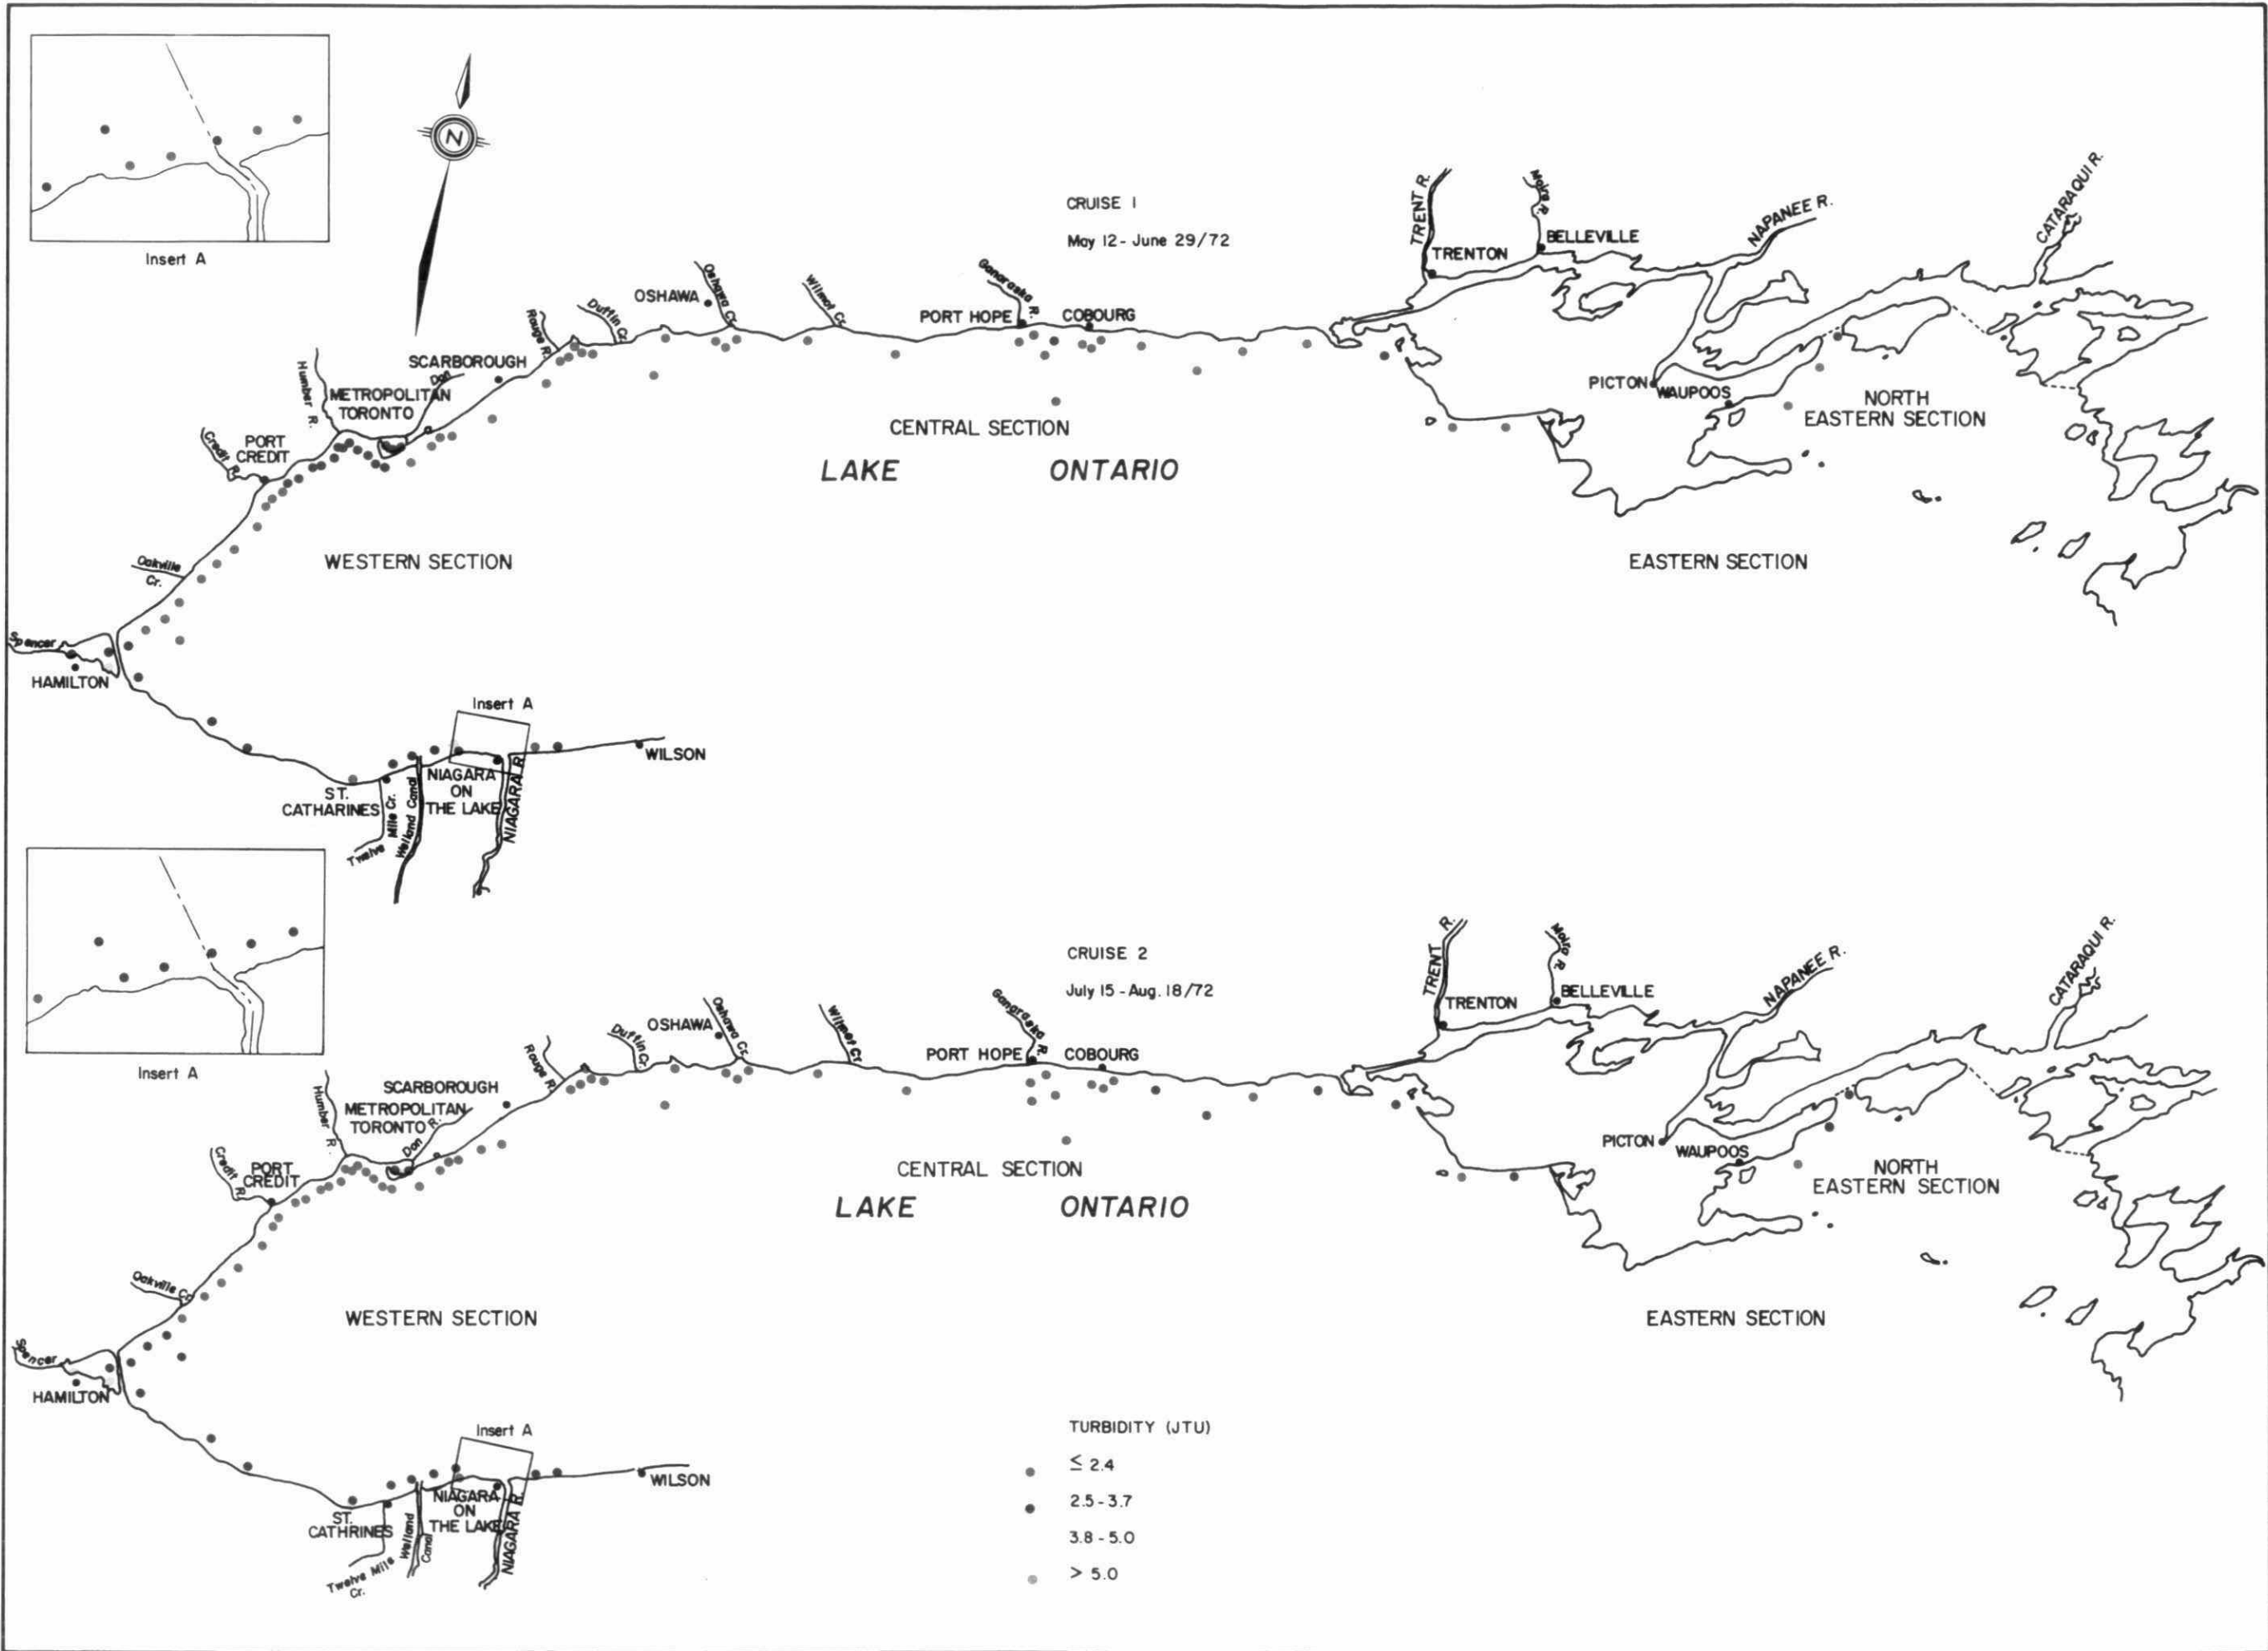 Insert A
N
CRUISE 1
May 12 - June 29/72
TRENT R.
Moira R.
BELLEVILLE
TRENTON
NAPANEE R.
CATARAQUI R.
OSHAWA
Oshawa Cr.
Wilmot Cr.
Ganaraska R.
PORT HOPE
COBOURG
Duffin Cr.
Rouge R.
SCARBOROUGH
Don
Humber R.
METROPOLITAN
TORONTO
PORT
CREDIT
Credit R.
PICTON
WAUPOOS
NORTH
EASTERN SECTION
CENTRAL SECTION
LAKE ONTARIO
WESTERN SECTION
EASTERN SECTION
Oakville
Cr.
Spencer
HAMILTON
Insert A
WILSON
NIAGARA
ON
THE LAKE
NIAGARA R.
ST.
CATHARINES
Twelve Mile Cr.
Welland Canal
Insert A
CRUISE 2
July 15 - Aug. 18/72
TRENT R.
Moira R.
BELLEVILLE
TRENTON
NAPANEE R.
CATARAQUI R.
OSHAWA
Oshawa Cr.
Wilmot Cr.
Ganaraska R.
PORT HOPE
COBOURG
Duffin Cr.
Rouge R.
SCARBOROUGH
Humber R.
METROPOLITAN
TORONTO
Don R.
PORT
CREDIT
Credit R.
PICTON
WAUPOOS
NORTH
EASTERN SECTION
CENTRAL SECTION
LAKE ONTARIO
WESTERN SECTION
EASTERN SECTION
Oakville Cr.
Spencer
HAMILTON
Insert A
WILSON
NIAGARA
ON
THE LAKE
NIAGARA R.
ST.
CATHRINES
Twelve Mile
Cr.
Welland
Canal
TURBIDITY (JTU)
≤ 2.4
2.5 - 3.7
3.8 - 5.0
> 5.0